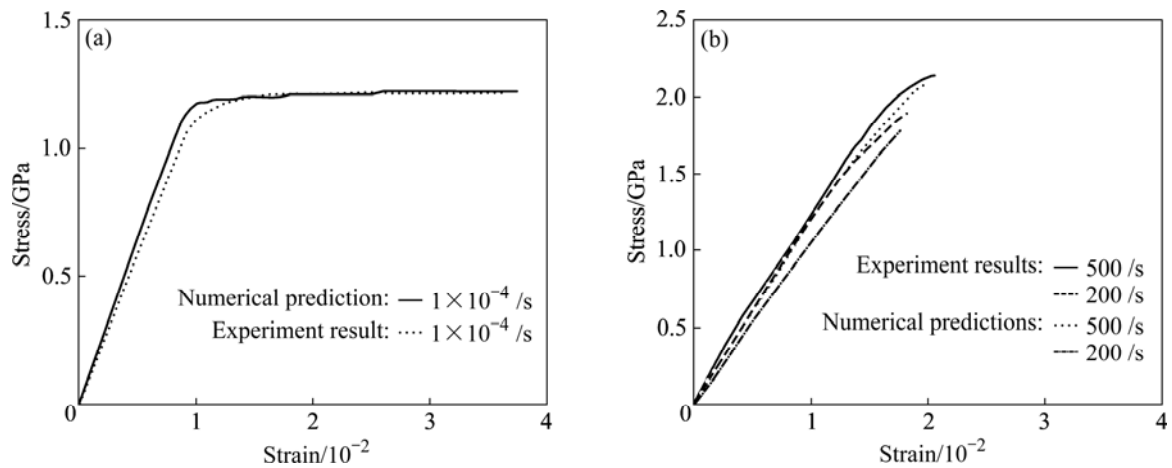 (a)
1.5
1.0
0.5
0
Stress/GPa
Numerical prediction: 1×10⁻⁴ /s
Experiment result: 1×10⁻⁴ /s
1 2 3 4
Strain/10⁻²
(b)
2.5
2.0
1.5
1.0
0.5
0
Stress/GPa
Experiment results: 500 /s
200 /s
Numerical predictions: 500 /s
200 /s
1 2 3 4
Strain/10⁻²